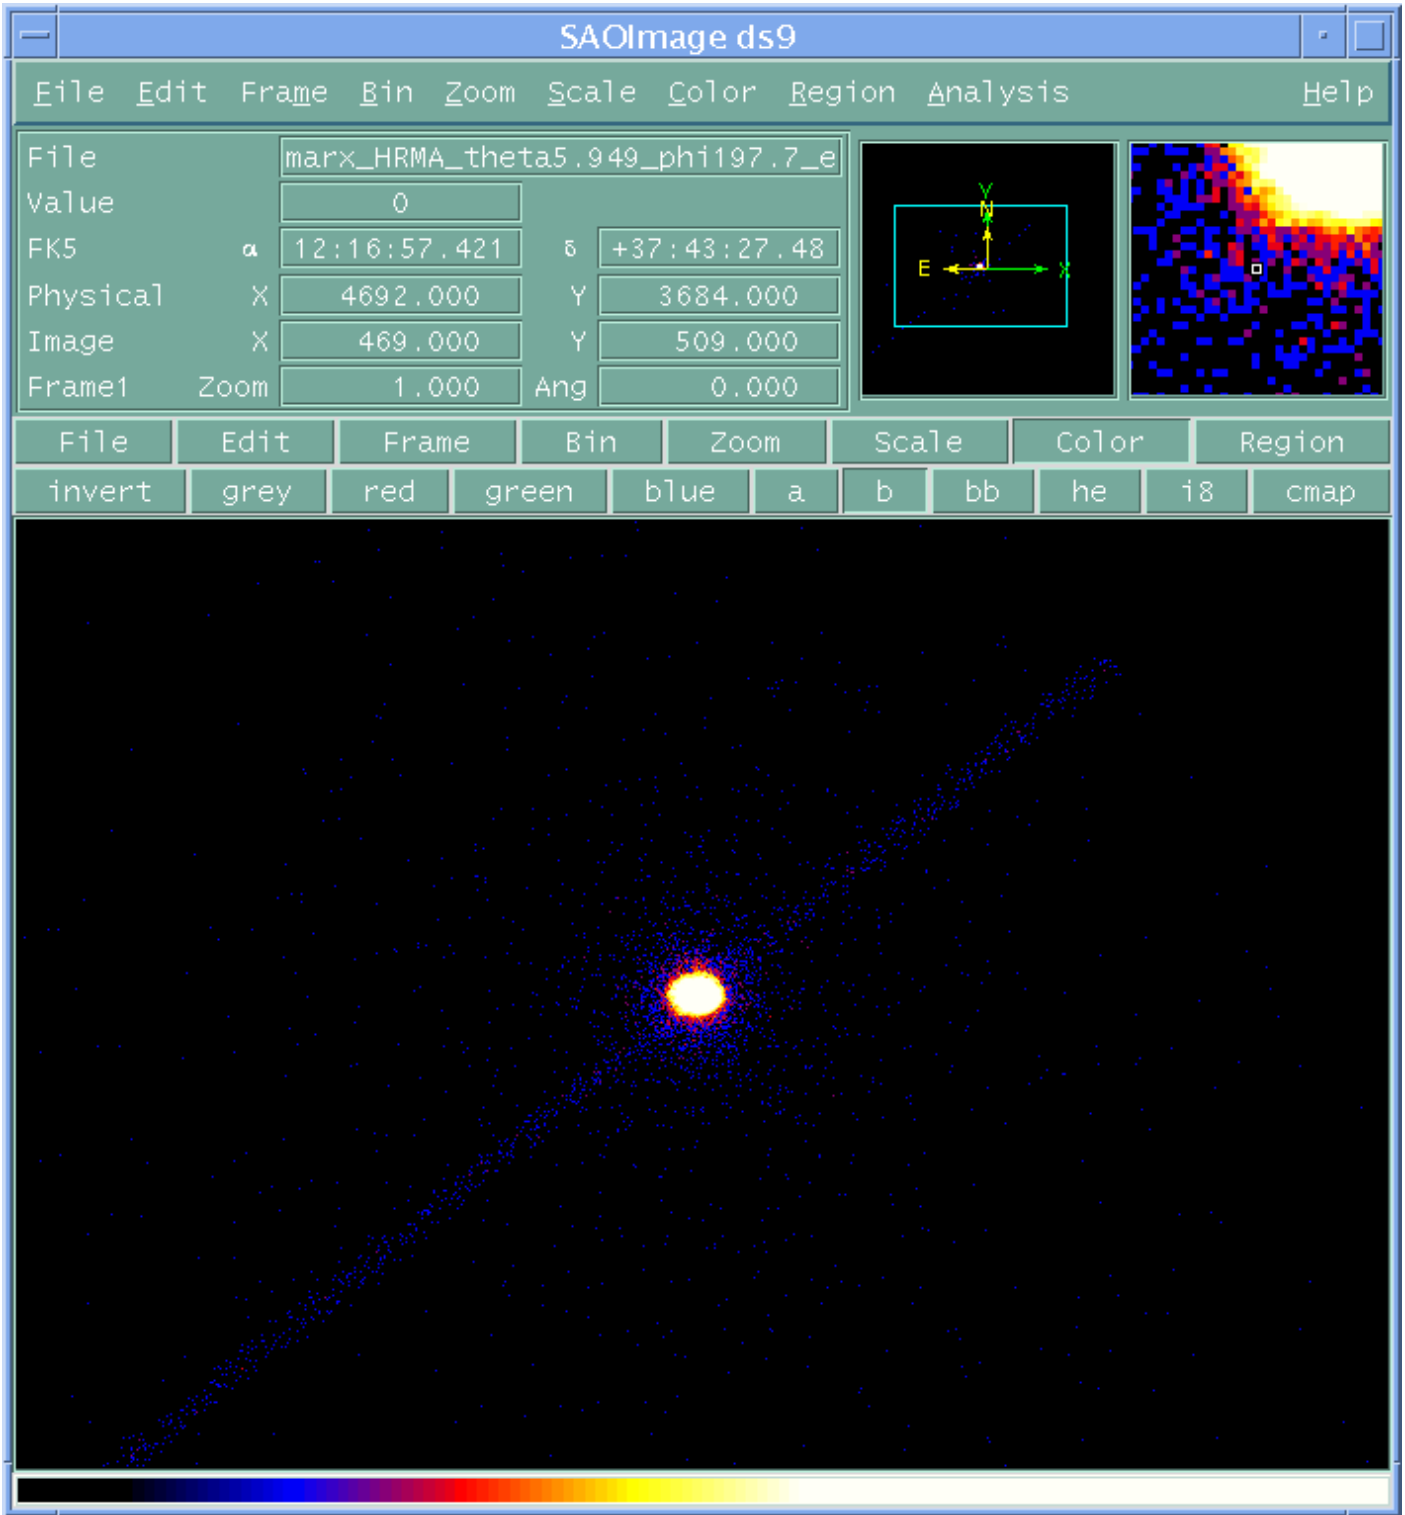 SAOImage ds9
File Edit Frame Bin Zoom Scale Color Region Analysis Help
File marx_HRMA_theta5.949_phi197.7_e
Value 0
FK5 α 12:16:57.421 δ +37:43:27.48
Physical X 4692.000 Y 3684.000
Image X 469.000 Y 509.000
Frame1 Zoom 1.000 Ang 0.000
Y
N
E X
File Edit Frame Bin Zoom Scale Color Region
invert grey red green blue a b bb he i8 cmap